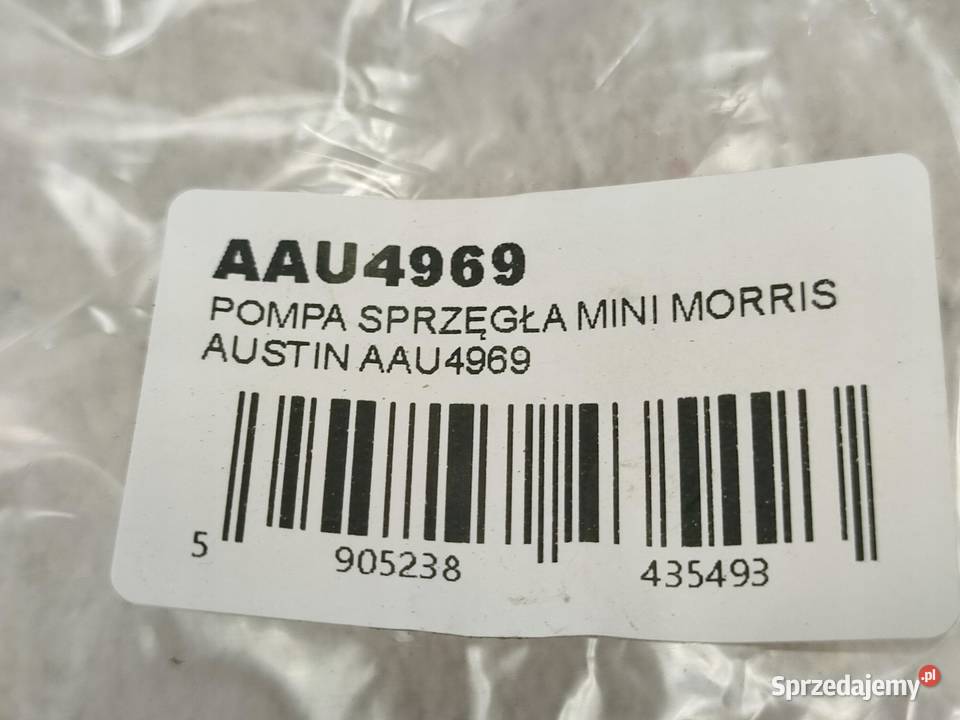 AAU4969
POMPA SPRZĘGŁA MINI MORRIS
AUSTIN AAU4969
5 905238 435493
Sprzedajemy.pl